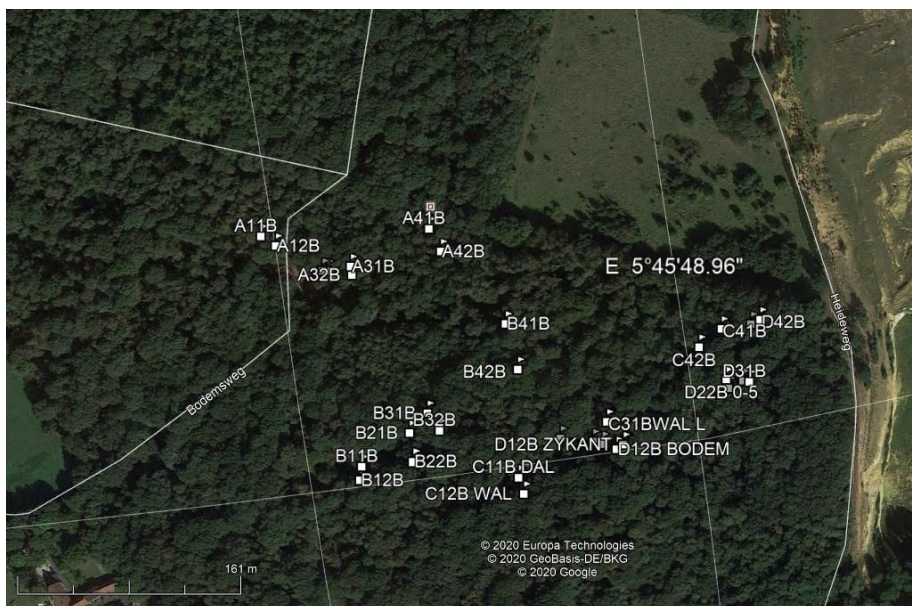 A41B
A11B
A12B
A42B
A31B
A32B
E 5°45'48.96"
Heideweg
B41B
D42B
C41B
C42B
B42B
D31B
D22B 0-5
Bodemsweg
B31B
B32B
B21B
C31BWAL L
D12B ZYKANT
D12B BODEM
B11B
B22B
B12B
C11B DAL
C12B WAL
© 2020 Europa Technologies
© 2020 GeoBasis-DE/BKG
© 2020 Google
161 m